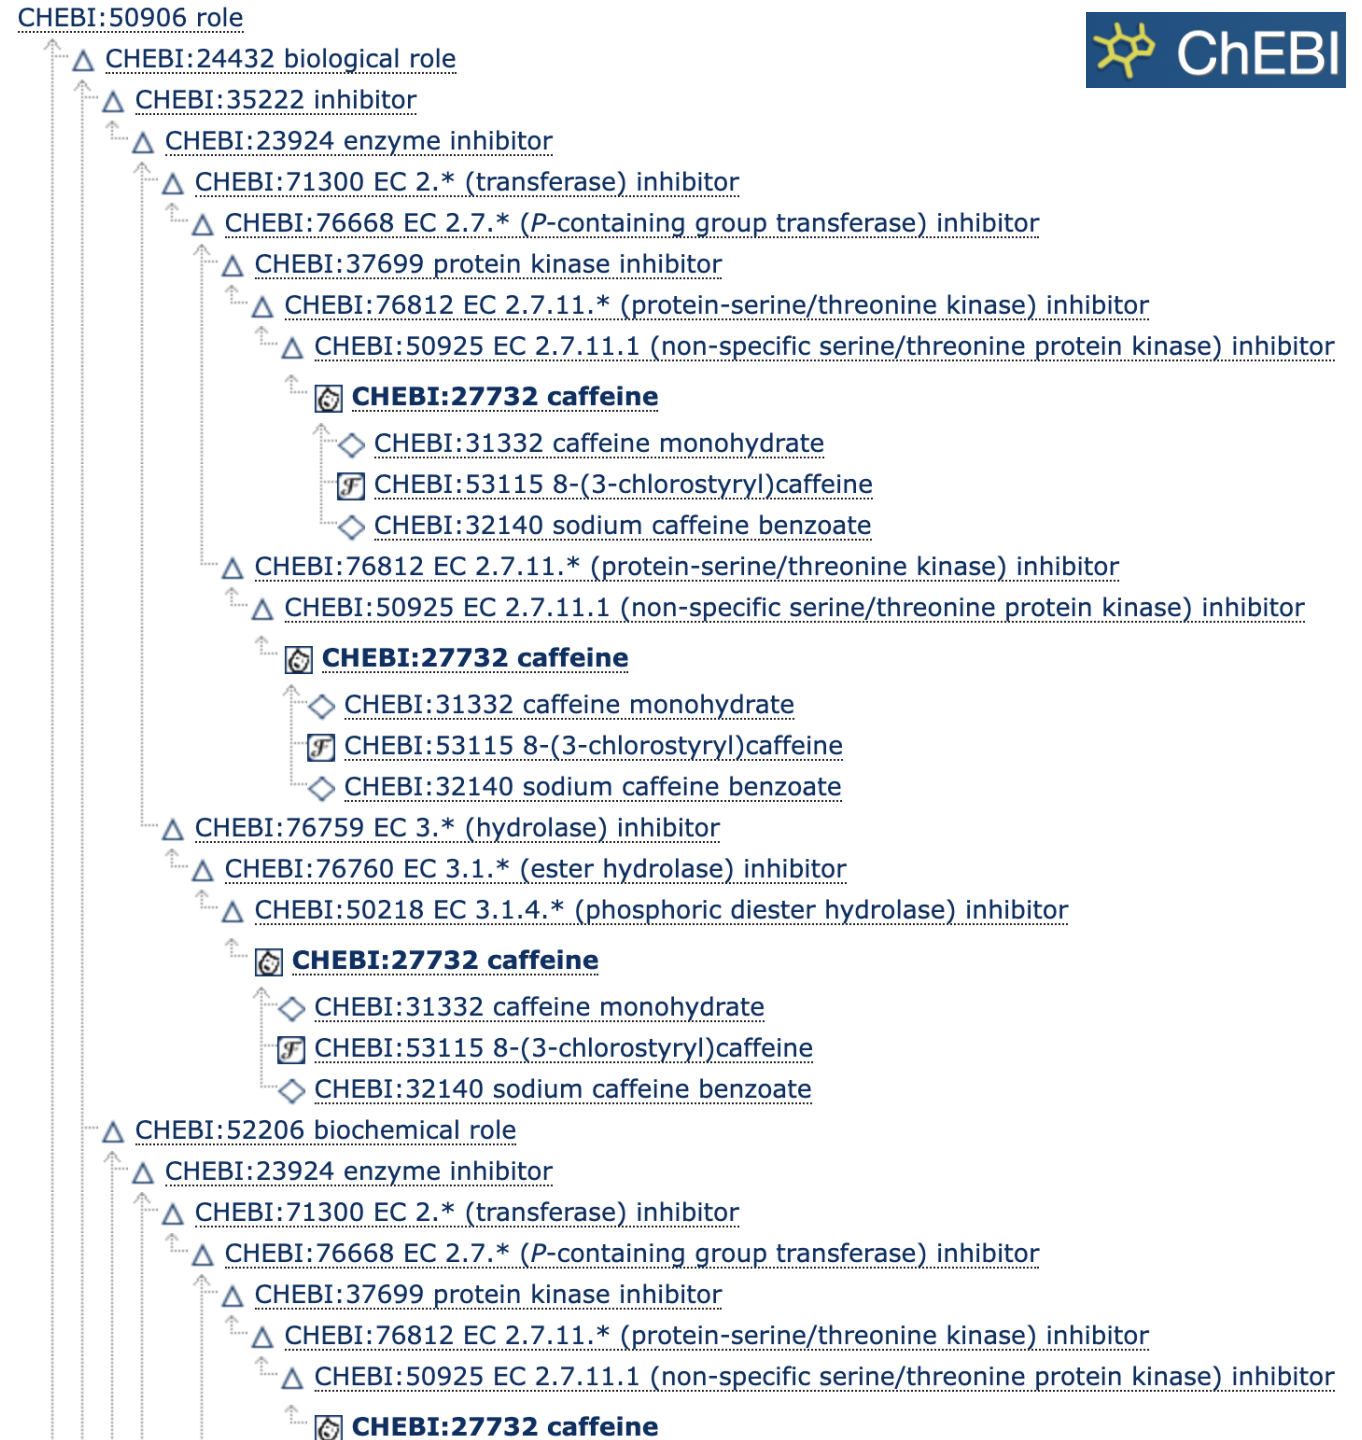 CHEBI:50906 role
ChEBI
CHEBI:24432 biological role
CHEBI:35222 inhibitor
CHEBI:23924 enzyme inhibitor
CHEBI:71300 EC 2.* (transferase) inhibitor
CHEBI:76668 EC 2.7.* (P-containing group transferase) inhibitor
CHEBI:37699 protein kinase inhibitor
CHEBI:76812 EC 2.7.11.* (protein-serine/threonine kinase) inhibitor
CHEBI:50925 EC 2.7.11.1 (non-specific serine/threonine protein kinase) inhibitor
CHEBI:27732 caffeine
CHEBI:31332 caffeine monohydrate
F CHEBI:53115 8-(3-chlorostyryl)caffeine
CHEBI:32140 sodium caffeine benzoate
CHEBI:76812 EC 2.7.11.* (protein-serine/threonine kinase) inhibitor
CHEBI:50925 EC 2.7.11.1 (non-specific serine/threonine protein kinase) inhibitor
CHEBI:27732 caffeine
CHEBI:31332 caffeine monohydrate
F CHEBI:53115 8-(3-chlorostyryl)caffeine
CHEBI:32140 sodium caffeine benzoate
CHEBI:76759 EC 3.* (hydrolase) inhibitor
CHEBI:76760 EC 3.1.* (ester hydrolase) inhibitor
CHEBI:50218 EC 3.1.4.* (phosphoric diester hydrolase) inhibitor
CHEBI:27732 caffeine
CHEBI:31332 caffeine monohydrate
F CHEBI:53115 8-(3-chlorostyryl)caffeine
CHEBI:32140 sodium caffeine benzoate
CHEBI:52206 biochemical role
CHEBI:23924 enzyme inhibitor
CHEBI:71300 EC 2.* (transferase) inhibitor
CHEBI:76668 EC 2.7.* (P-containing group transferase) inhibitor
CHEBI:37699 protein kinase inhibitor
CHEBI:76812 EC 2.7.11.* (protein-serine/threonine kinase) inhibitor
CHEBI:50925 EC 2.7.11.1 (non-specific serine/threonine protein kinase) inhibitor
CHEBI:27732 caffeine